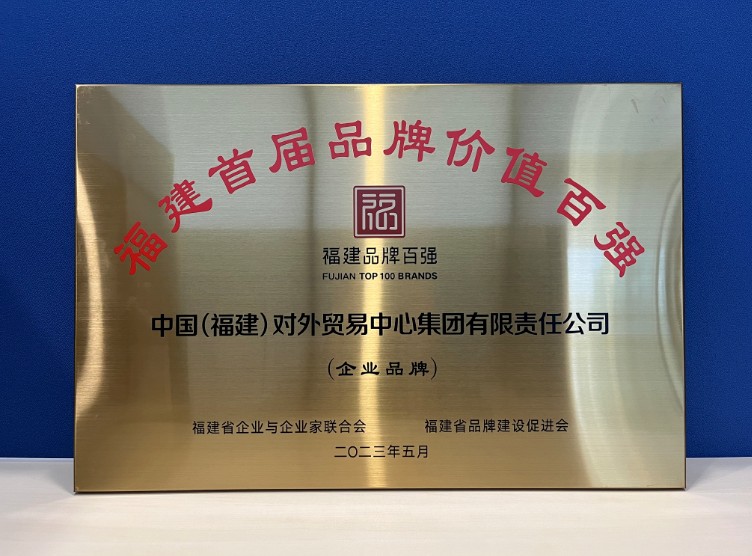 福建首届品牌价值百强
福建品牌百强
FUJIAN TOP 100 BRANDS
中国(福建)对外贸易中心集团有限责任公司
(企业品牌)
福建省企业与企业家联合会 福建省品牌建设促进会
二〇二三年五月